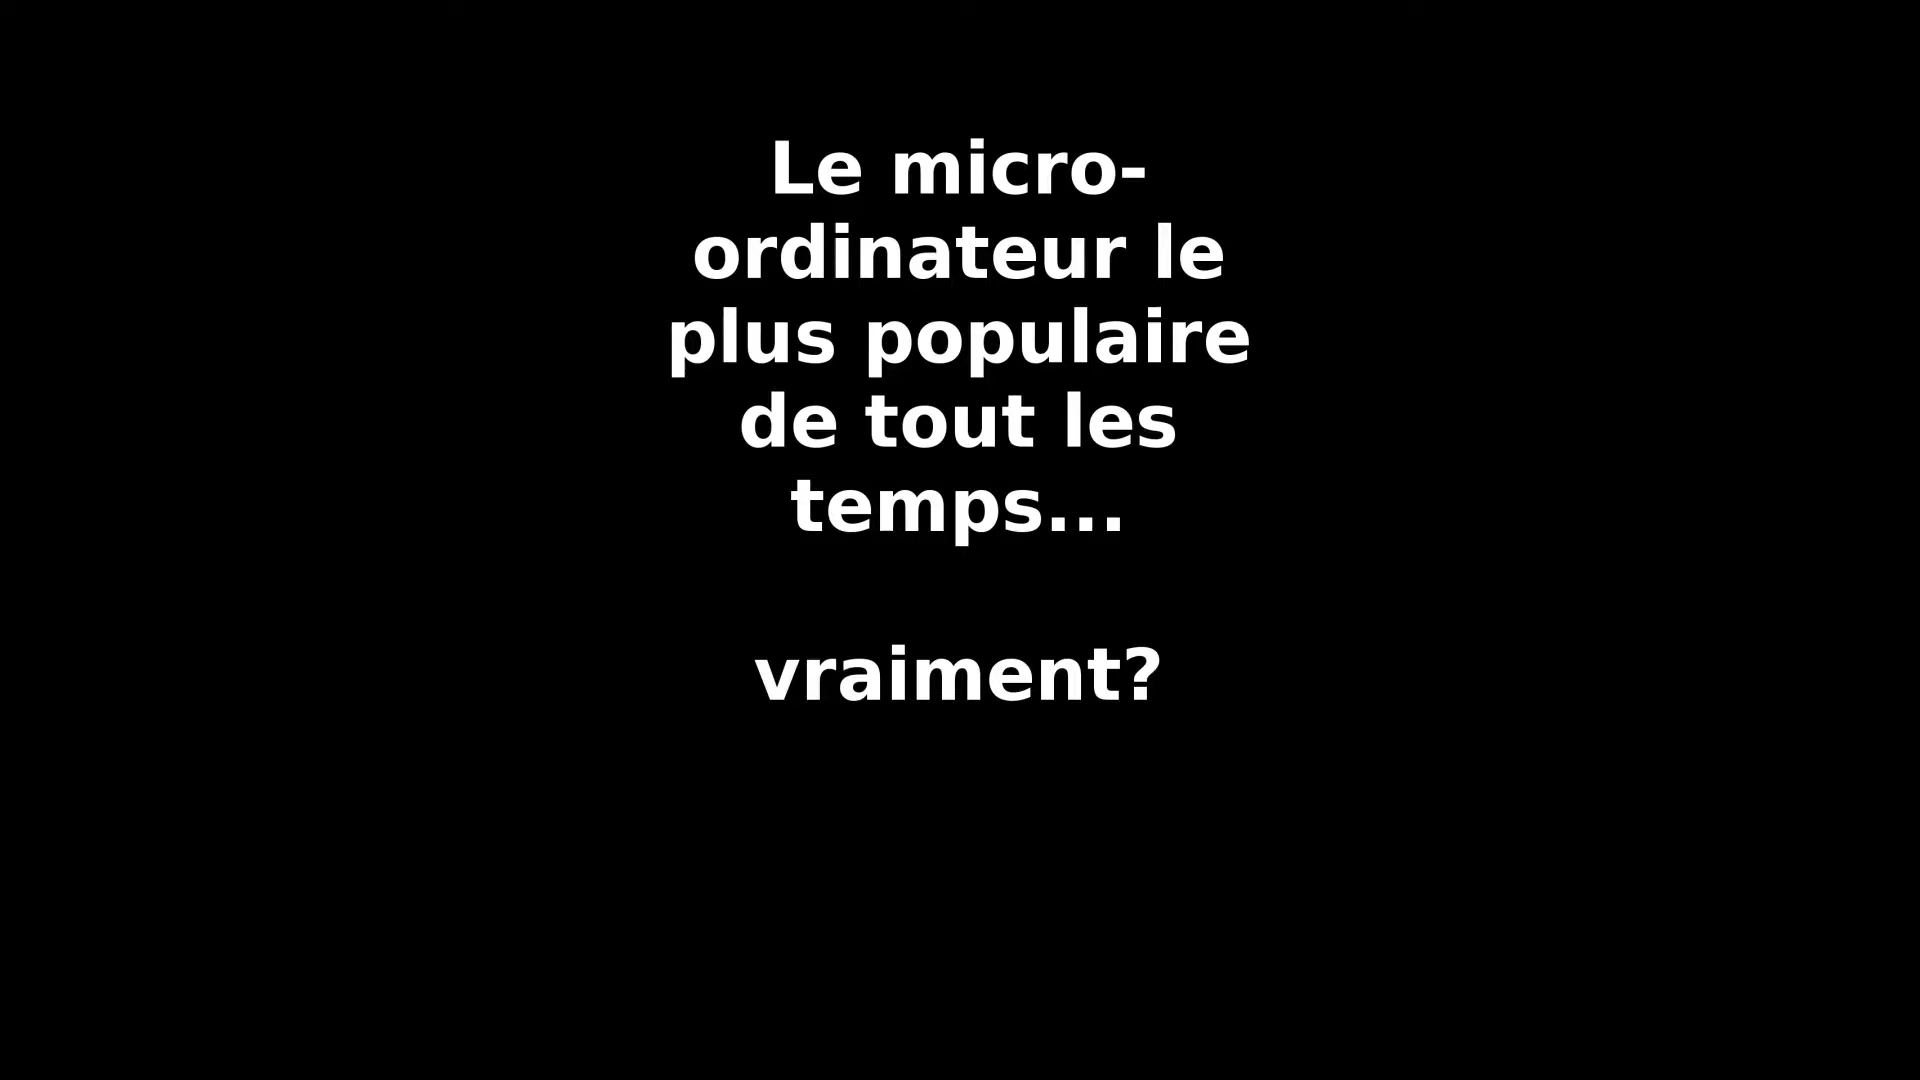 Le micro-
ordinateur le
plus populaire
de tout les
temps...
vraiment?